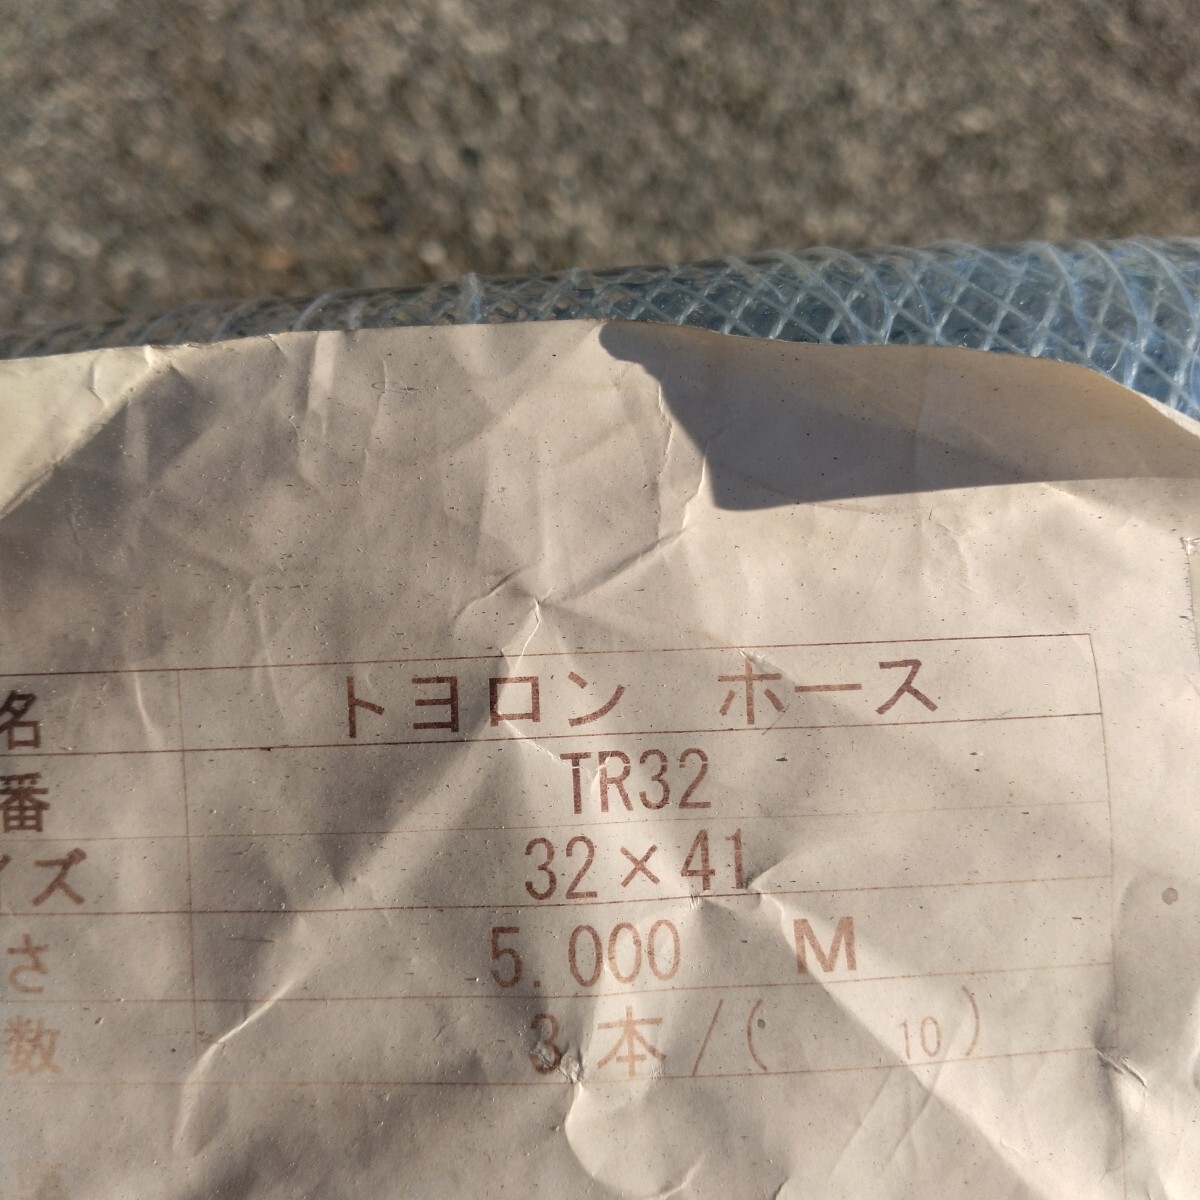 名 トヨロン ホース
番 TR32
イズ 32×41
さ 5.000 M
数 3 本 /( 10)